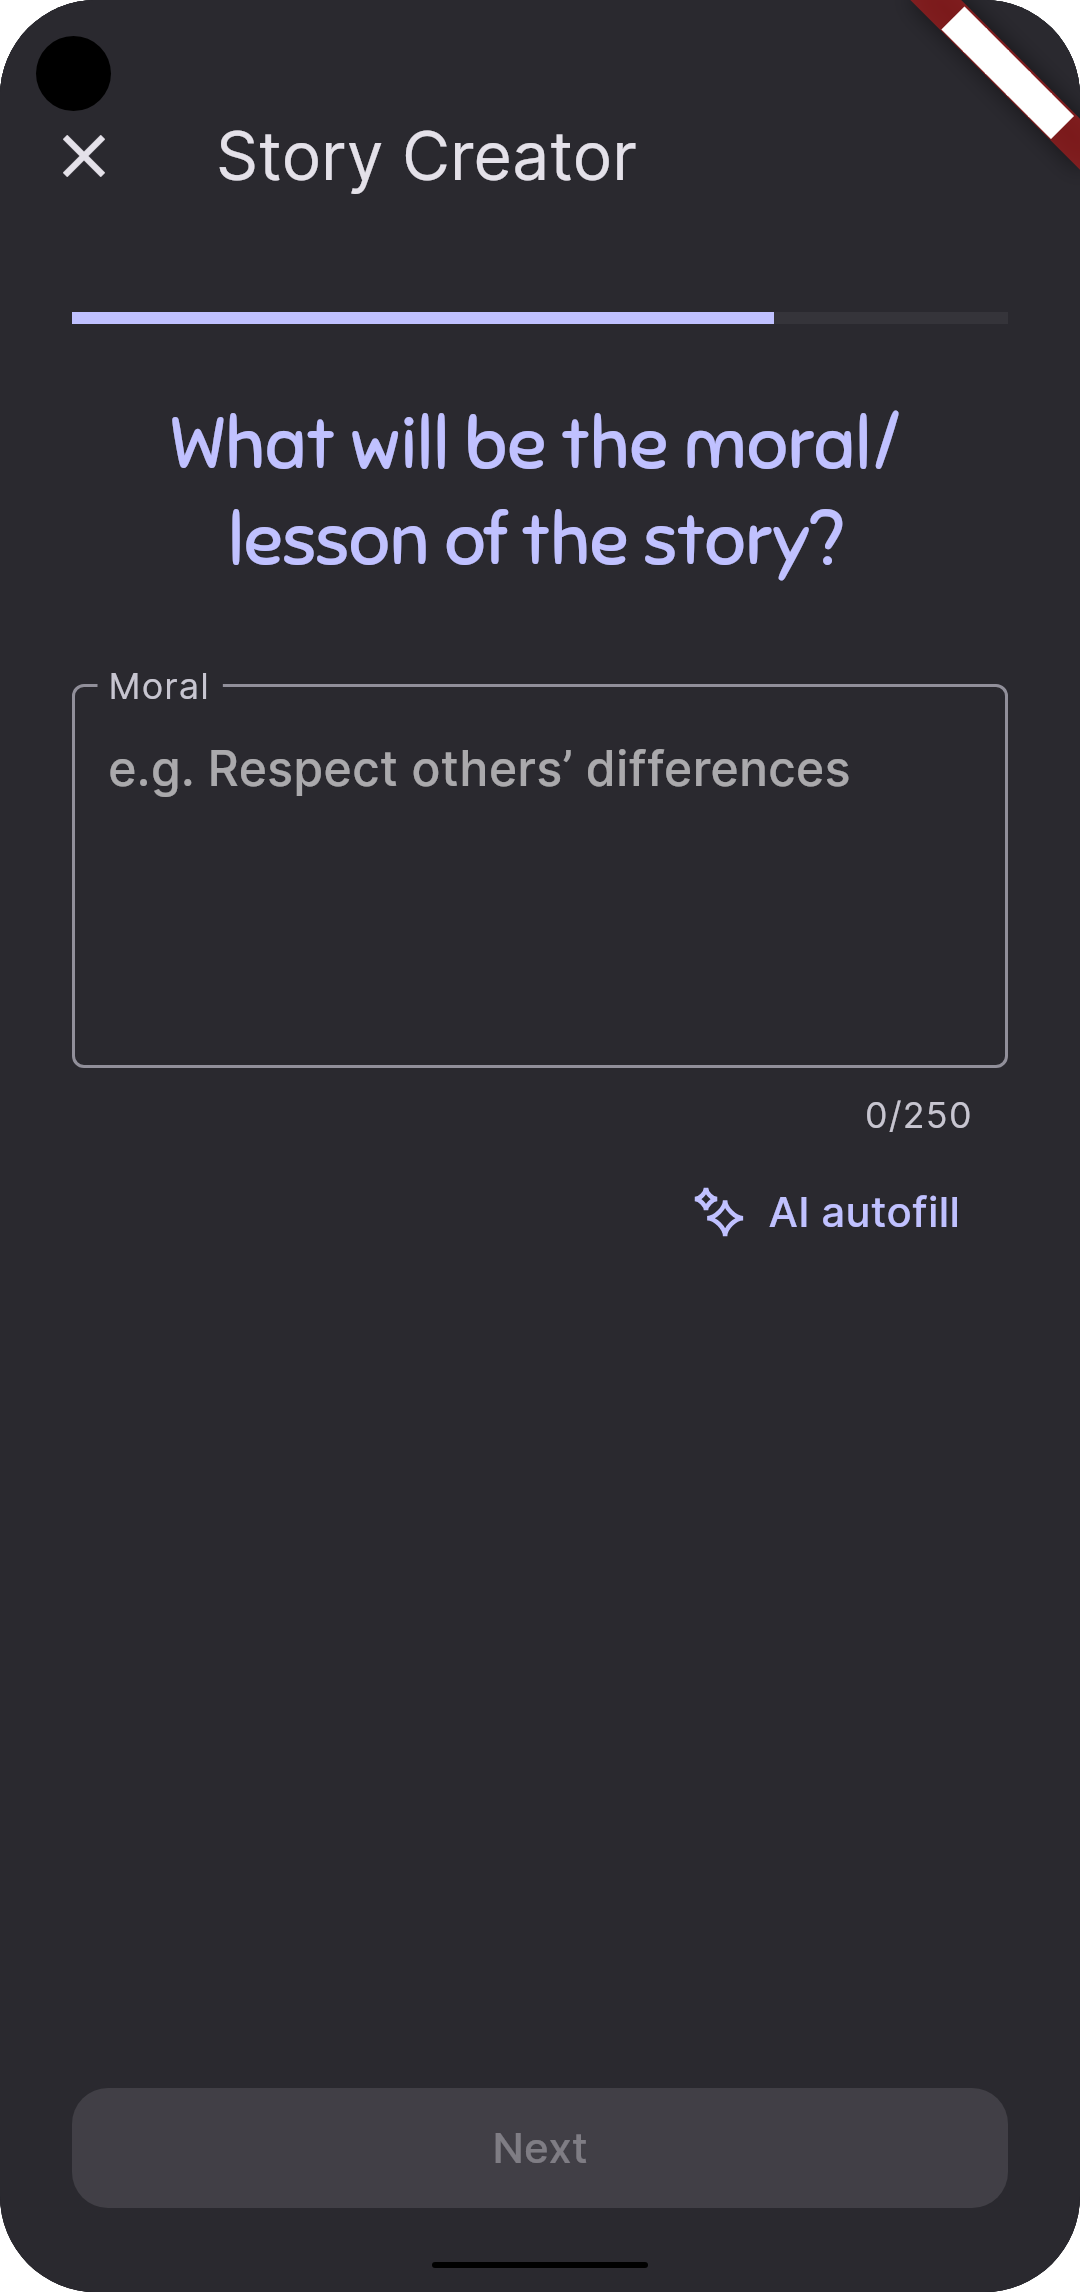 Story Creator
What will be the moral/
lesson of the story?
Moral
e.g. Respect others’ differences
0/250
AI autofill
Next